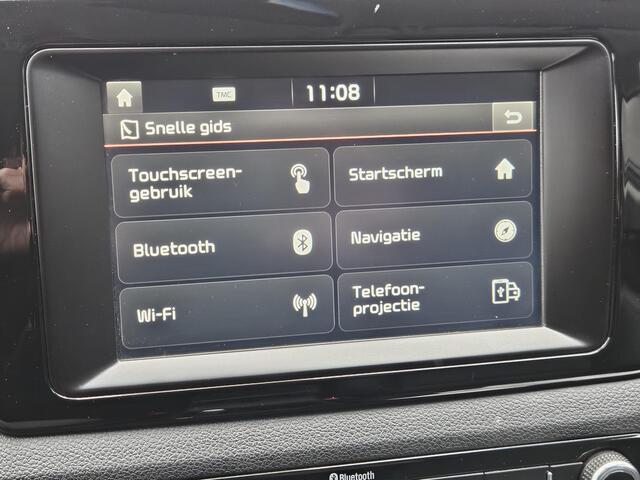 TMC 11:08
Snelle gids
Touchscreen-
gebruik
Startscherm
Bluetooth
Navigatie
Wi-Fi
Telefoon-
projectie
Bluetooth